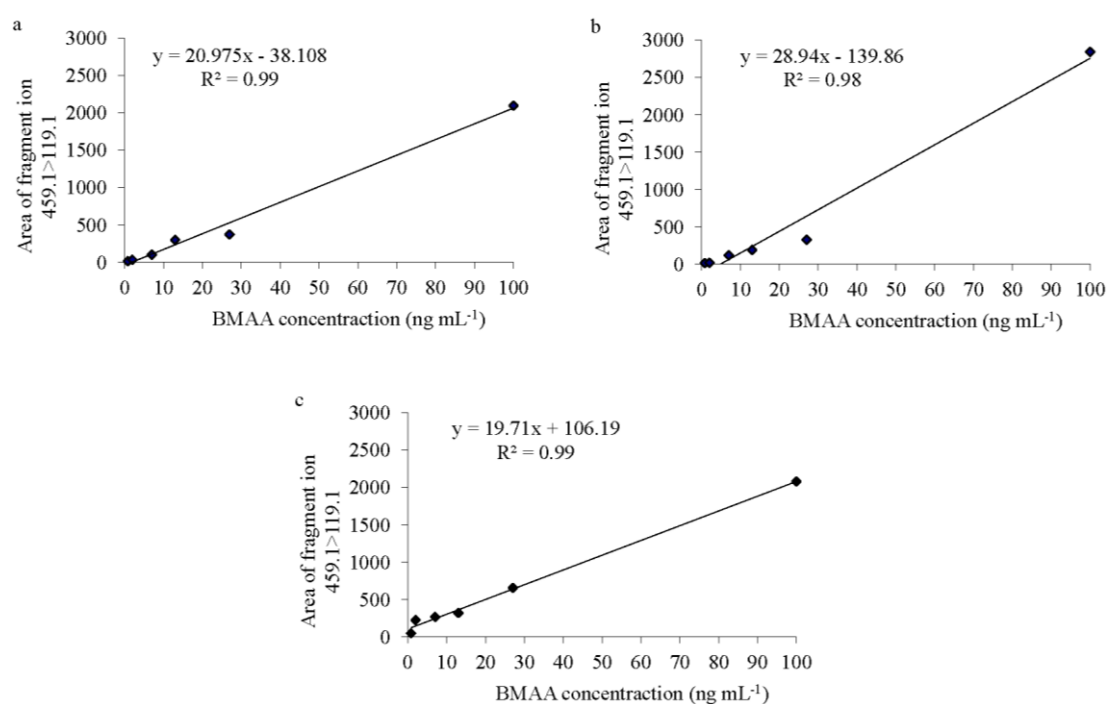 a
y = 20.975x - 38.108
R² = 0.99
3000
2500
2000
1500
1000
500
0
Area of fragment ion
459.1>119.1
0 10 20 30 40 50 60 70 80 90 100
BMAA concentraction (ng mL⁻¹)
b
y = 28.94x - 139.86
R² = 0.98
3000
2500
2000
1500
1000
500
0
Area of fragment ion
459.1>119.1
0 10 20 30 40 50 60 70 80 90 100
BMAA concentraction (ng mL⁻¹)
c
y = 19.71x + 106.19
R² = 0.99
3000
2500
2000
1500
1000
500
0
Area of fragment ion
459.1>119.1
0 10 20 30 40 50 60 70 80 90 100
BMAA concentraction (ng mL⁻¹)